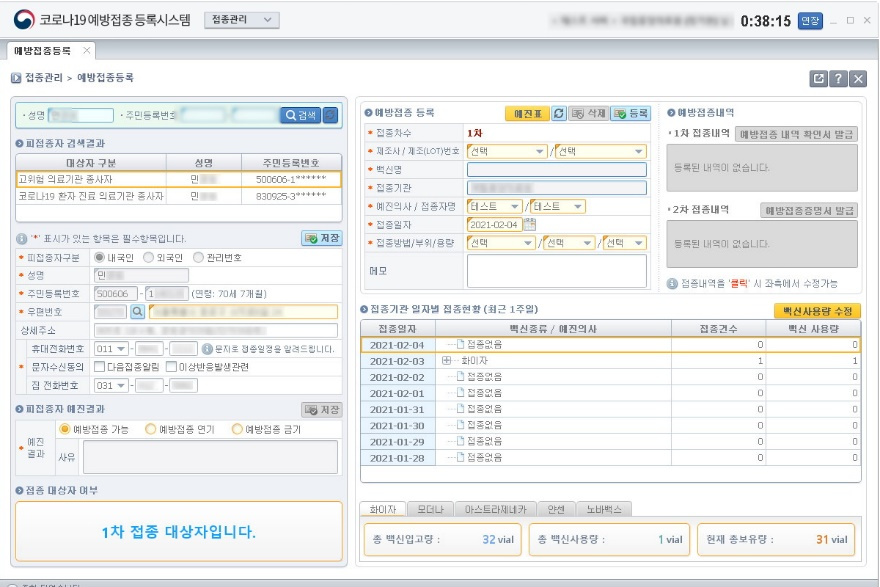 코로나19 예방접종 등록시스템 접종관리
0:38:15 연장
예방접종등록
접종관리 > 예방접종등록
성명 주민등록번호 검색
피접종자 검색결과
대상자 구분 성명 주민등록번호
고위험 의료기관 종사자 민 500606-1******
코로나19 환자 진료 의료기관 종사자 민 830925-3******
'*' 표시가 있는 항목은 필수항목입니다. 저장
* 피접종자구분 내국인 외국인 관리번호
* 성명 민
* 주민등록번호 500606 - 1 (연령: 70세 7개월)
* 우편번호
상세주소
휴대전화번호 011 - - 문자로 접종일정을 알려드립니다.
* 문자수신동의 다음접종알림 이상반응발생관련
집 전화번호 031 - -
피접종자 예진결과 저장
* 예진결과 예방접종 가능 예방접종 연기 예방접종 금기
사유
접종 대상자 여부
1차 접종 대상자입니다.
예방접종 등록 예진표 삭제 등록
* 접종차수 1차
* 제조사 / 제조(LOT)번호 선택 / 선택
* 백신명
* 접종기관
* 예진의사 / 접종자명 테스트 / 테스트
* 접종일자 2021-02-04
* 접종방법/부위/용량 선택 / 선택 / 선택
메모
예방접종내역
1차 접종내역 예방접종 내역 확인서 발급
등록된 내역이 없습니다.
2차 접종내역 예방접종증명서 발급
등록된 내역이 없습니다.
접종내역을 '클릭' 시 좌측에서 수정가능
접종기관 일자별 접종현황 (최근 1주일) 백신사용량 수정
접종일자 백신종류 / 예진의사 접종건수 백신 사용량
2021-02-04 접종없음 0 0
2021-02-03 화이자 1 1
2021-02-02 접종없음 0 0
2021-02-01 접종없음 0 0
2021-01-31 접종없음 0 0
2021-01-30 접종없음 0 0
2021-01-29 접종없음 0 0
2021-01-28 접종없음 0 0
화이자 모더나 아스트라제네카 얀센 노바백스
총 백신입고량 : 32 vial 총 백신사용량 : 1 vial 현재 총보유량 : 31 vial